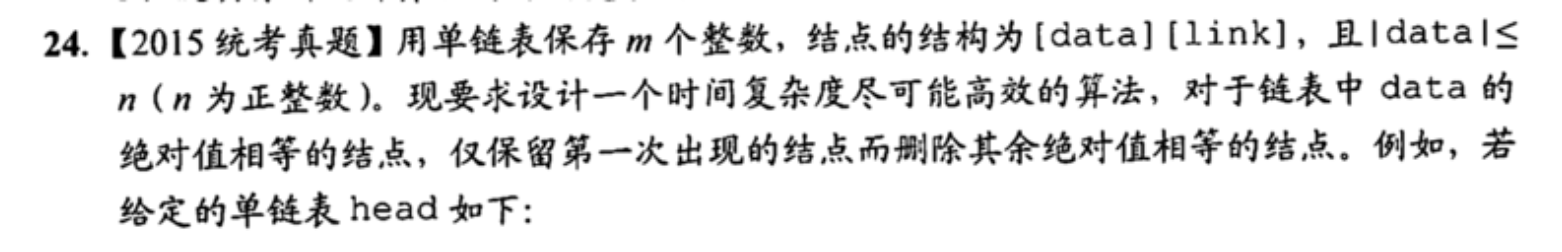 24.【2015 统考真题】用单链表保存 m 个整数，结点的结构为[data][link]，且|data|≤
n（n 为正整数）。现要求设计一个时间复杂度尽可能高效的算法，对于链表中 data 的
绝对值相等的结点，仅保留第一次出现的结点而删除其余绝对值相等的结点。例如，若
给定的单链表 head 如下：